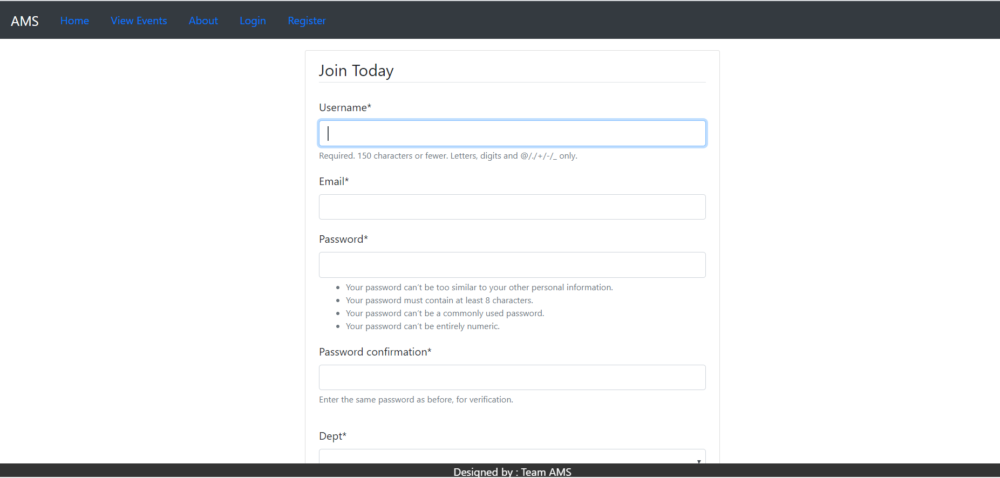 AMS Home View Events About Login Register
Join Today
Username*
Required. 150 characters or fewer. Letters, digits and @/./+/-/_ only.
Email*
Password*
Your password can't be too similar to your other personal information.
Your password must contain at least 8 characters.
Your password can't be a commonly used password.
Your password can't be entirely numeric.
Password confirmation*
Enter the same password as before, for verification.
Dept*
Designed by : Team AMS